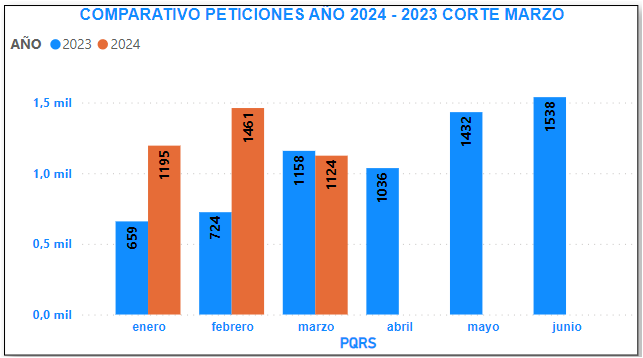 COMPARATIVO PETICIONES AÑO 2024 - 2023 CORTE MARZO
AÑO 2023 2024
1,5 mil
1,0 mil
0,5 mil
0,0 mil
659
1195
724
1461
1158
1124
1036
1432
1538
enero febrero marzo abril mayo junio
PQRS